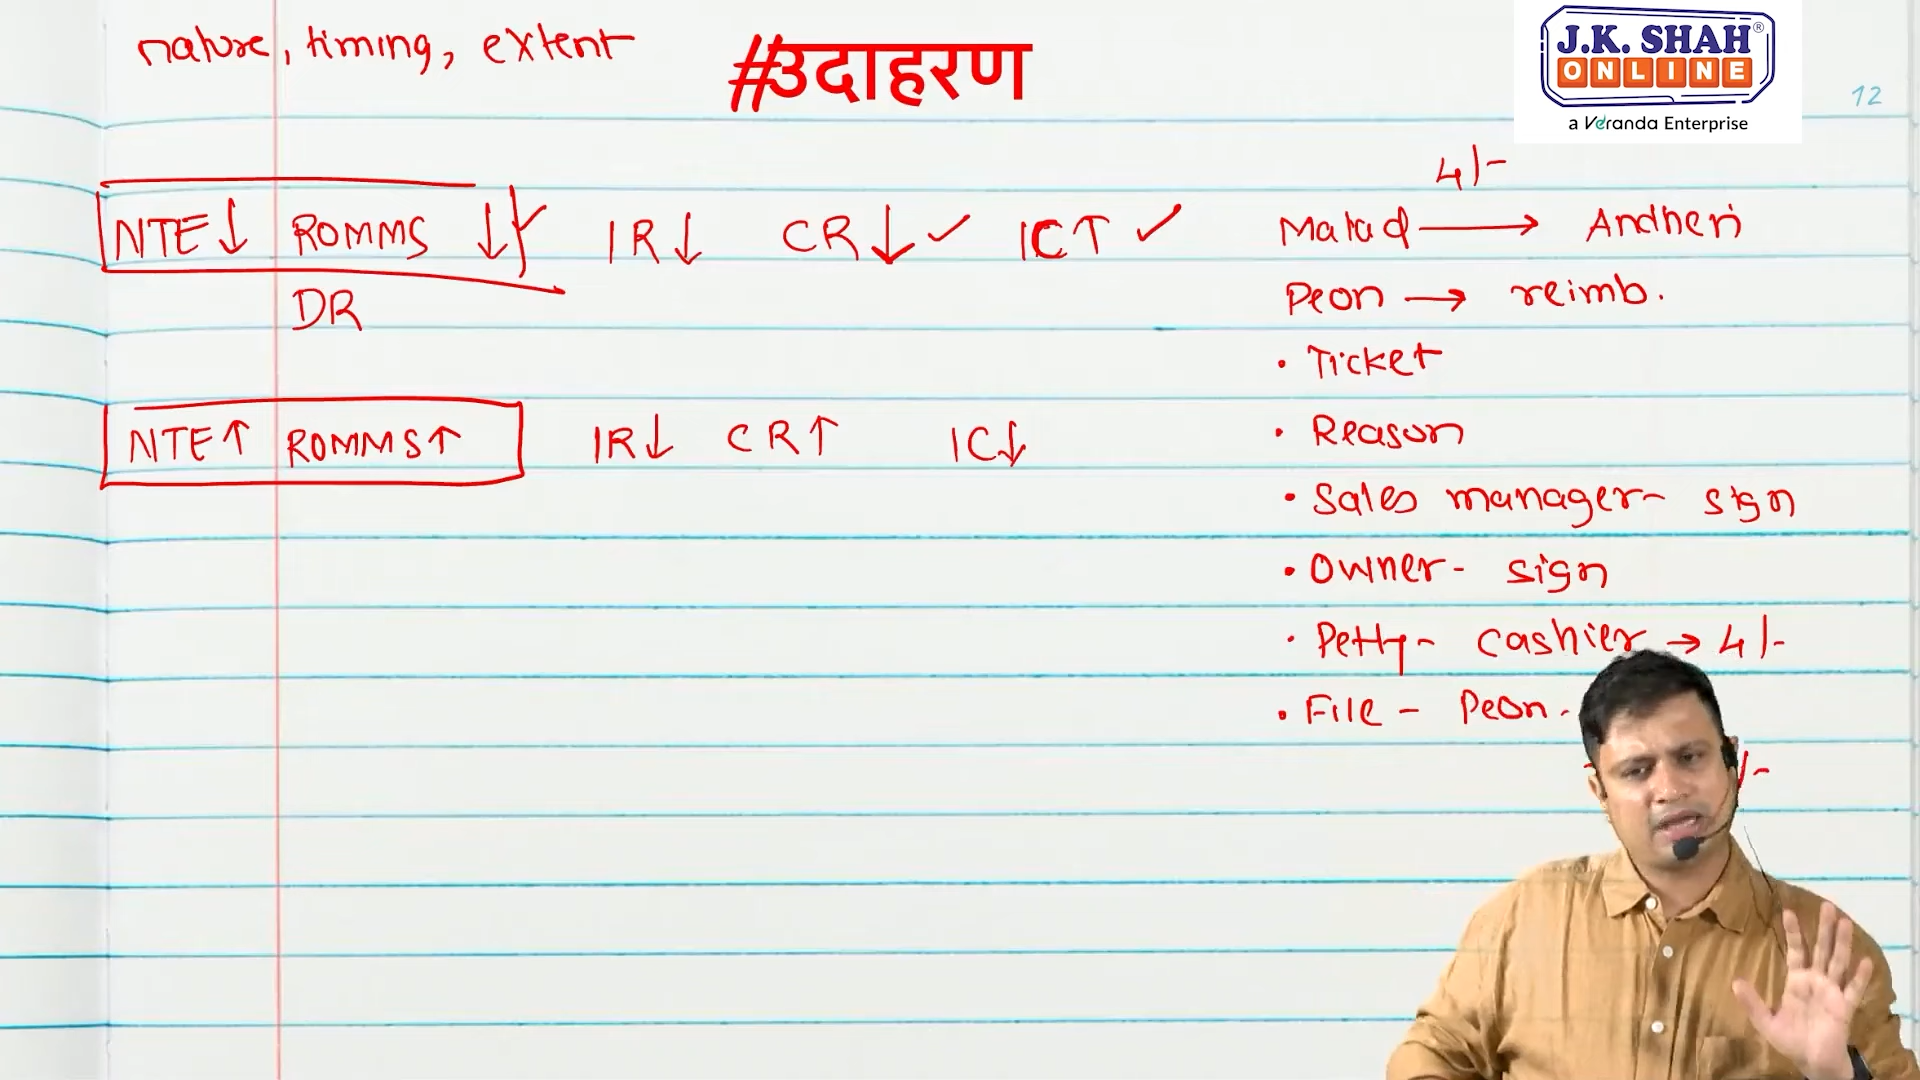 nature, timing, extent
#उदाहरण
J.K. SHAH®
ONLINE
a Veranda Enterprise
12
4/-
NTE↓ ROMMS ↓ IR↓ CR↓ ✓ IC↑ ✓
DR
Malad → Andheri
Peon → reimb.
• Ticket
NTE↑ ROMMS↑ IR↓ CR↑ IC↓
• Reason
• Sales manager- sign
• Owner- sign
• Petty- cashier → 4/-
• File - Peon-
/-